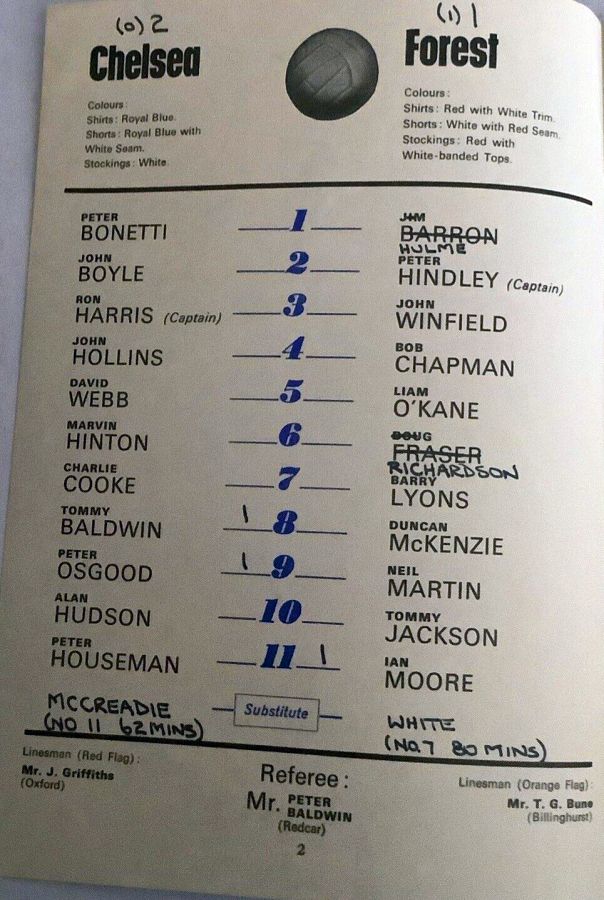 (0) 2
(1) 1
Chelsea
Forest
Colours:
Shirts: Royal Blue.
Shorts: Royal Blue with
White Seam.
Stockings: White.
Colours:
Shirts: Red with White Trim.
Shorts: White with Red Seam.
Stockings: Red with
White-banded Tops.
PETER
BONETTI
1
JIM
BARRON
HULME
JOHN
BOYLE
2
PETER
HINDLEY (Captain)
RON
HARRIS (Captain)
3
JOHN
WINFIELD
JOHN
HOLLINS
4
BOB
CHAPMAN
DAVID
WEBB
5
LIAM
O'KANE
MARVIN
HINTON
6
DOUG
FRASER
RICHARDSON
CHARLIE
COOKE
7
BARRY
LYONS
TOMMY
BALDWIN
1 8
DUNCAN
McKENZIE
PETER
OSGOOD
1 9
NEIL
MARTIN
ALAN
HUDSON
10
TOMMY
JACKSON
PETER
HOUSEMAN
11 1
IAN
MOORE
MCCREADIE
(NO 11 62 MINS)
Substitute
WHITE
(NO.7 80 MINS)
Linesman (Red Flag):
Mr. J. Griffiths
(Oxford)
Referee:
Mr. PETER
BALDWIN
(Redcar)
Linesman (Orange Flag):
Mr. T. G. Bune
(Billinghurst)
2